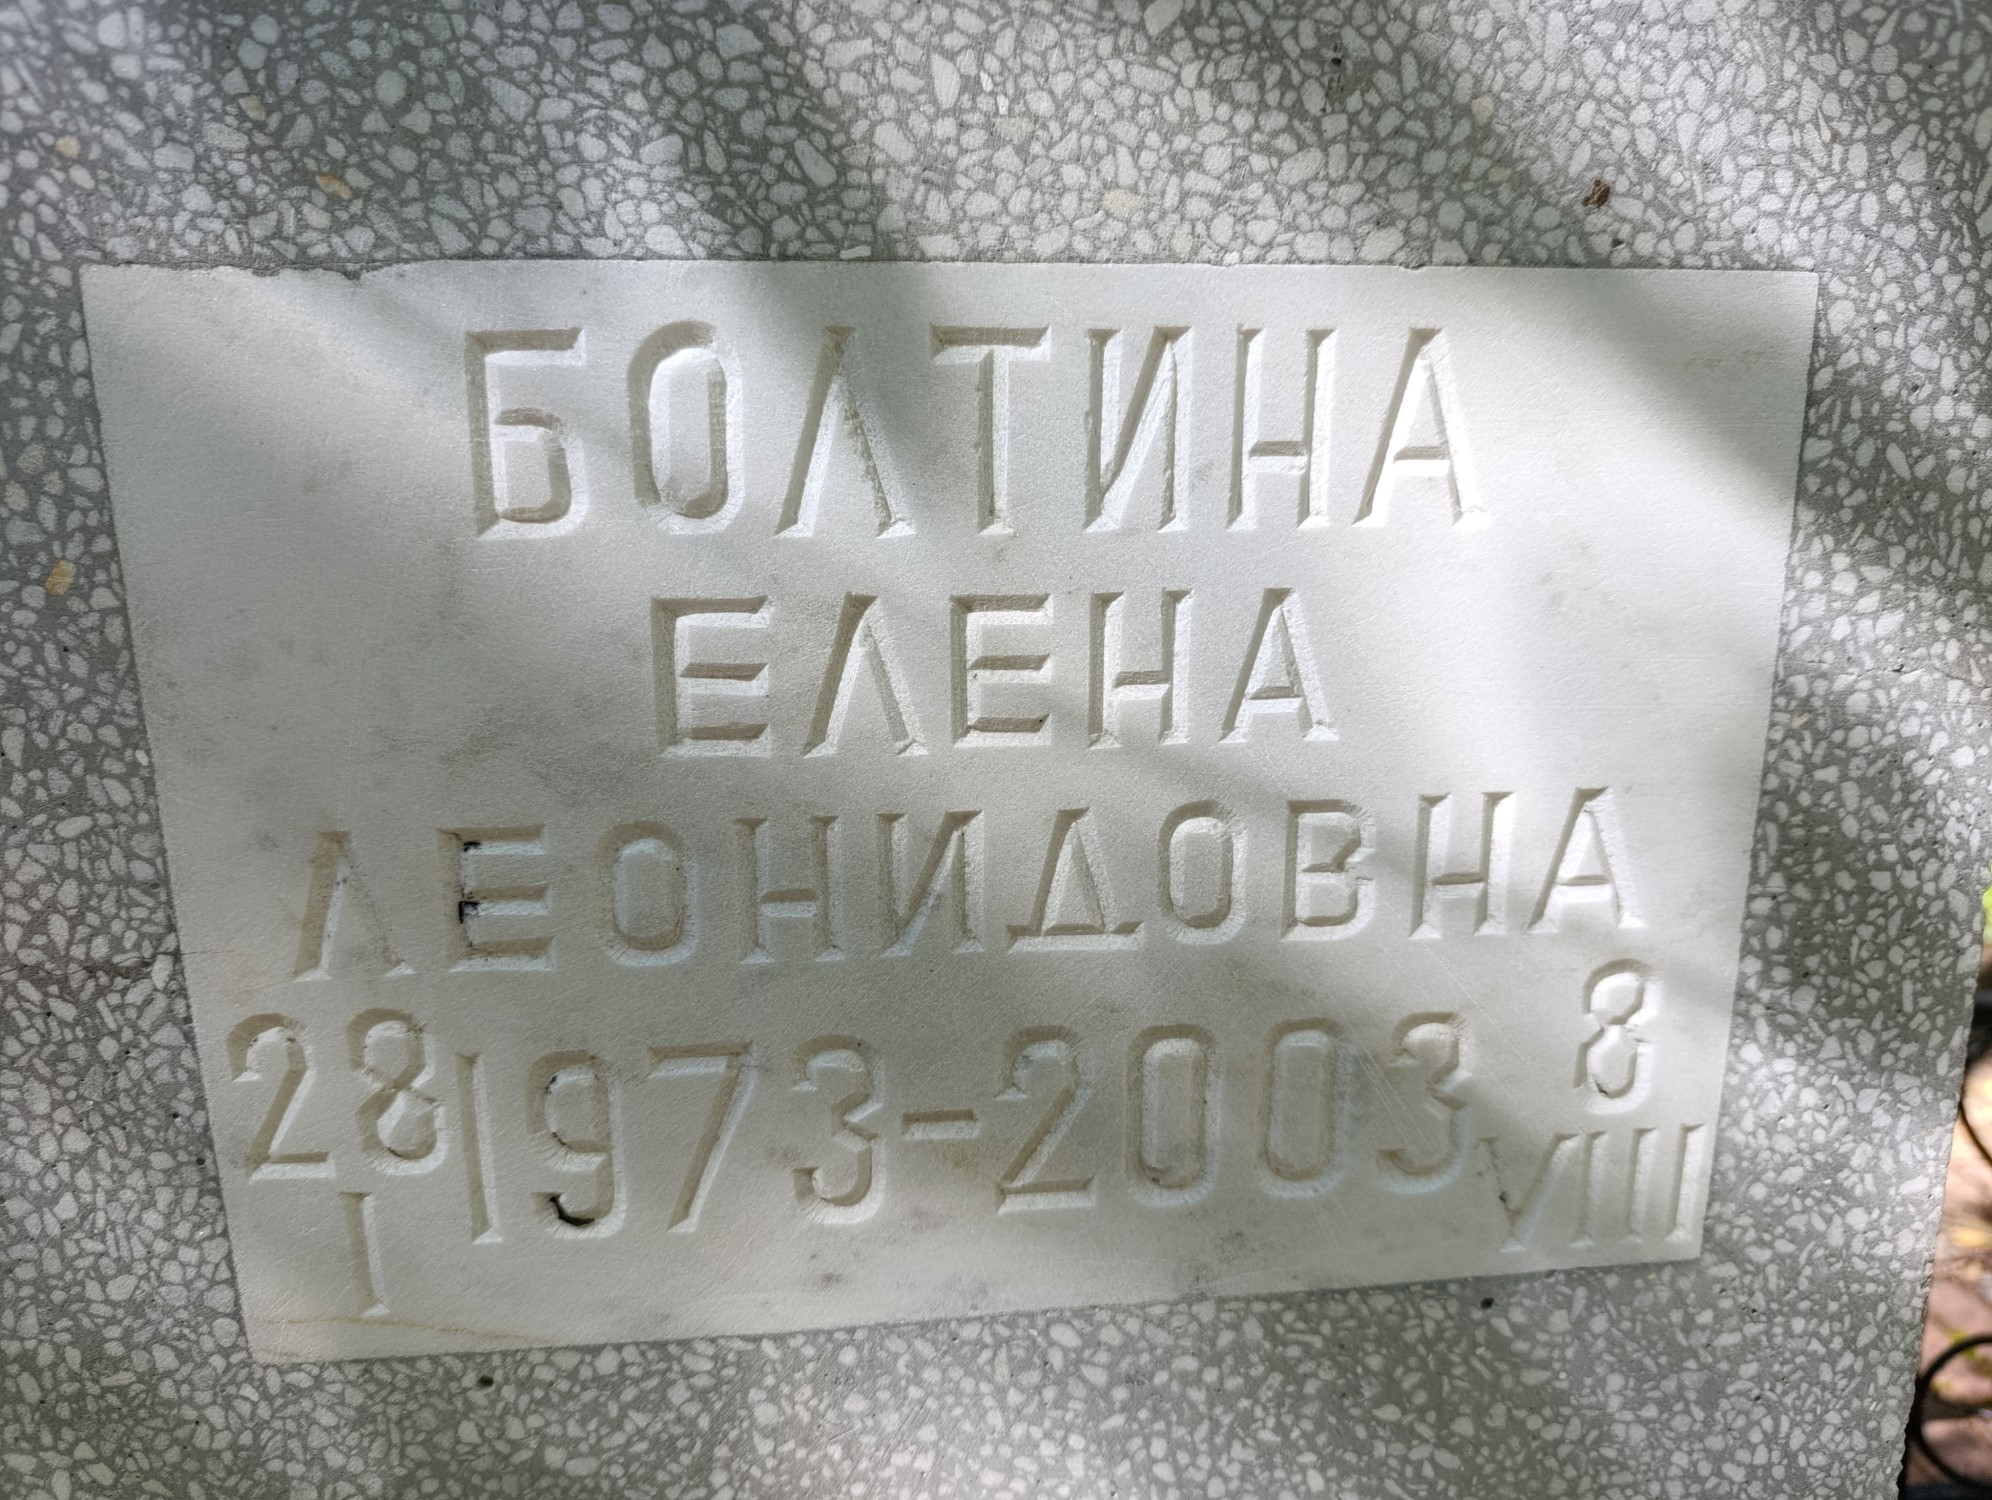 БОЛТИНА
ЕЛЕНА
ЛЕОНИДОВНА
28 1973-2003 8
I VIII